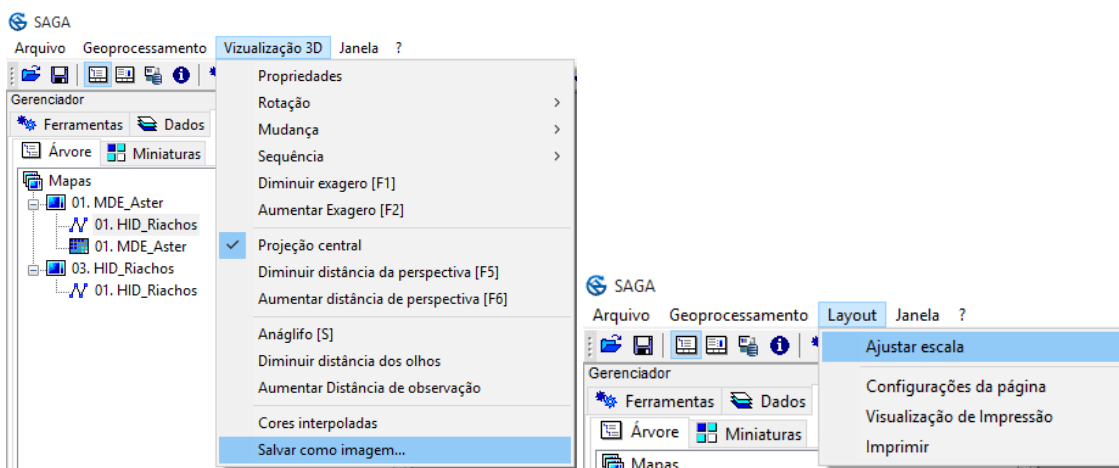 SAGA
Arquivo Geoprocessamento Vizualização 3D Janela ?
Gerenciador
Ferramentas Dados
Árvore Miniaturas
Mapas
01. MDE_Aster
01. HID_Riachos
01. MDE_Aster
03. HID_Riachos
01. HID_Riachos
Propriedades
Rotação
Mudança
Sequência
Diminuir exagero [F1]
Aumentar Exagero [F2]
Projeção central
Diminuir distância da perspectiva [F5]
Aumentar distância de perspectiva [F6]
Anáglifo [S]
Diminuir distância dos olhos
Aumentar Distância de observação
Cores interpoladas
Salvar como imagem...
SAGA
Arquivo Geoprocessamento Layout Janela ?
Gerenciador
Ferramentas Dados
Árvore Miniaturas
Mapas
Ajustar escala
Configurações da página
Visualização de Impressão
Imprimir